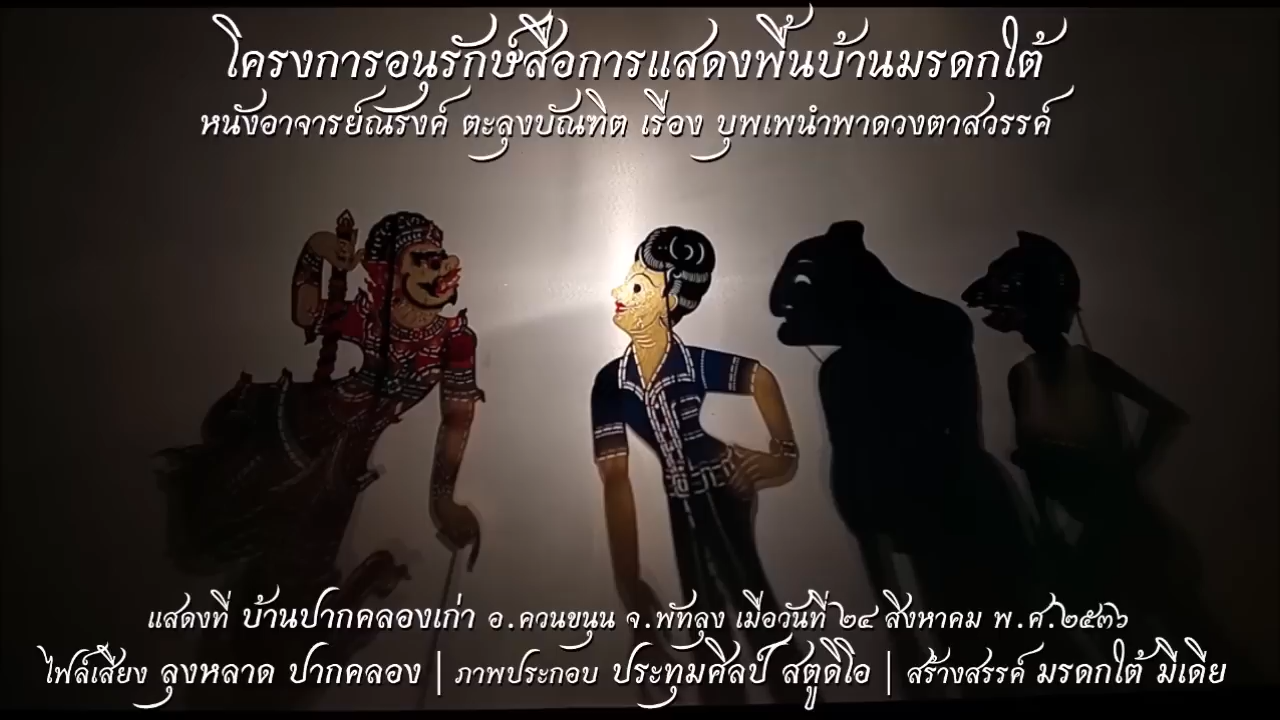 โครงการอนุรักษ์สื่อการแสดงพื้นบ้านมรดกใต้
หนังอาจารย์ณรงค์ ตะลุงบัณฑิต เรื่อง บุพเพนำพาดวงตาสวรรค์
แสดงที่ บ้านปากคลองเก่า อ.ควนขนุน จ.พัทลุง เมื่อวันที่ ๒๔ สิงหาคม พ.ศ.๒๕๓๖
ไฟล์เสียง ลุงหลาด ปากคลอง | ภาพประกอบ ประทุมศิลป์ สตูดิโอ | สร้างสรรค์ มรดกใต้ มีเดีย